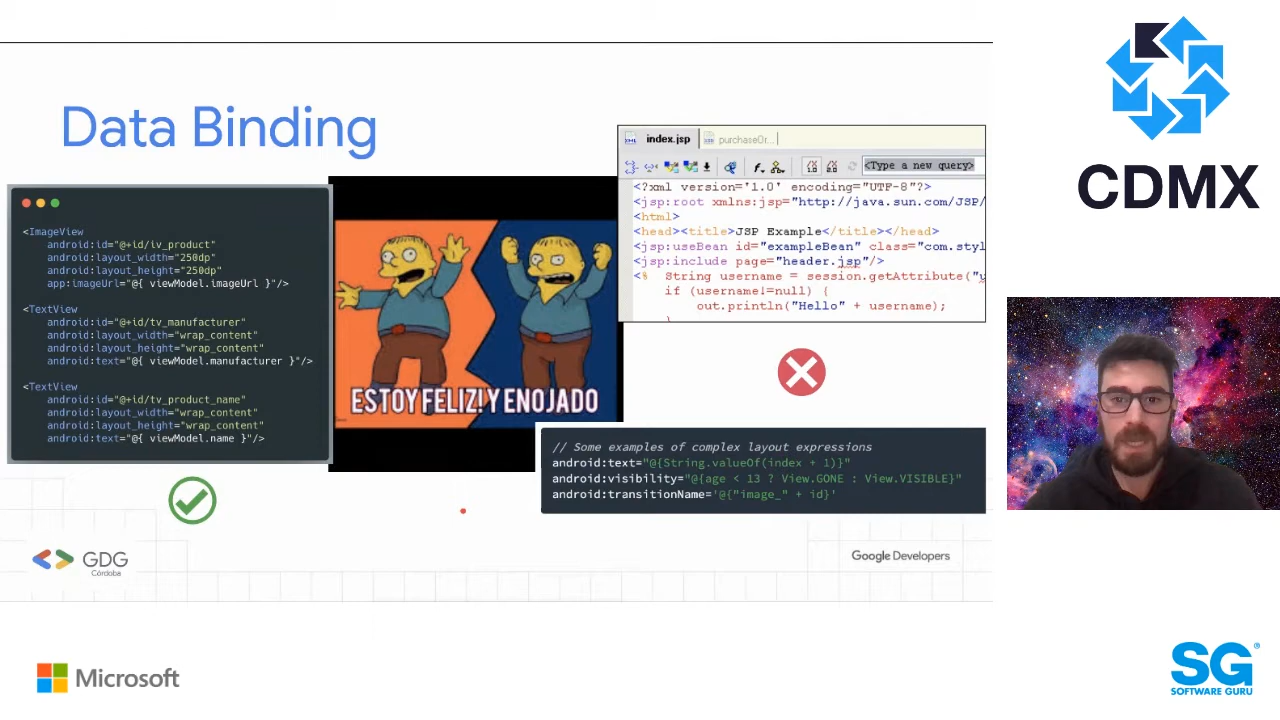 Data Binding
<ImageView
android:id="@+id/iv_product"
android:layout_width="250dp"
android:layout_height="250dp"
app:imageUrl="@{ viewModel.imageUrl }"/>
<TextView
android:id="@+id/tv_manufacturer"
android:layout_width="wrap_content"
android:layout_height="wrap_content"
android:text="@{ viewModel.manufacturer }"/>
<TextView
android:id="@+id/tv_product_name"
android:layout_width="wrap_content"
android:layout_height="wrap_content"
android:text="@{ viewModel.name }"/>
ESTOY FELIZ! Y ENOJADO
index.jsp
purchaseOr...
<Type a new query>
<?xml version='1.0' encoding="UTF-8"?>
<jsp:root xmlns:jsp="http://java.sun.com/JSP/
<html>
<head><title>JSP Example</title></head>
<jsp:useBean id="exampleBean" class="com.styl
<jsp:include page="header.jsp"/>
<% String username = session.getAttribute("u
if (username!=null) {
out.println("Hello" + username);
}
// Some examples of complex layout expressions
android:text="@{String.valueOf(index + 1)}"
android:visibility="@{age < 13 ? View.GONE : View.VISIBLE}"
android:transitionName='@{"image_" + id}'
GDG
Córdoba
Google Developers
CDMX
Microsoft
SG
SOFTWARE GURU